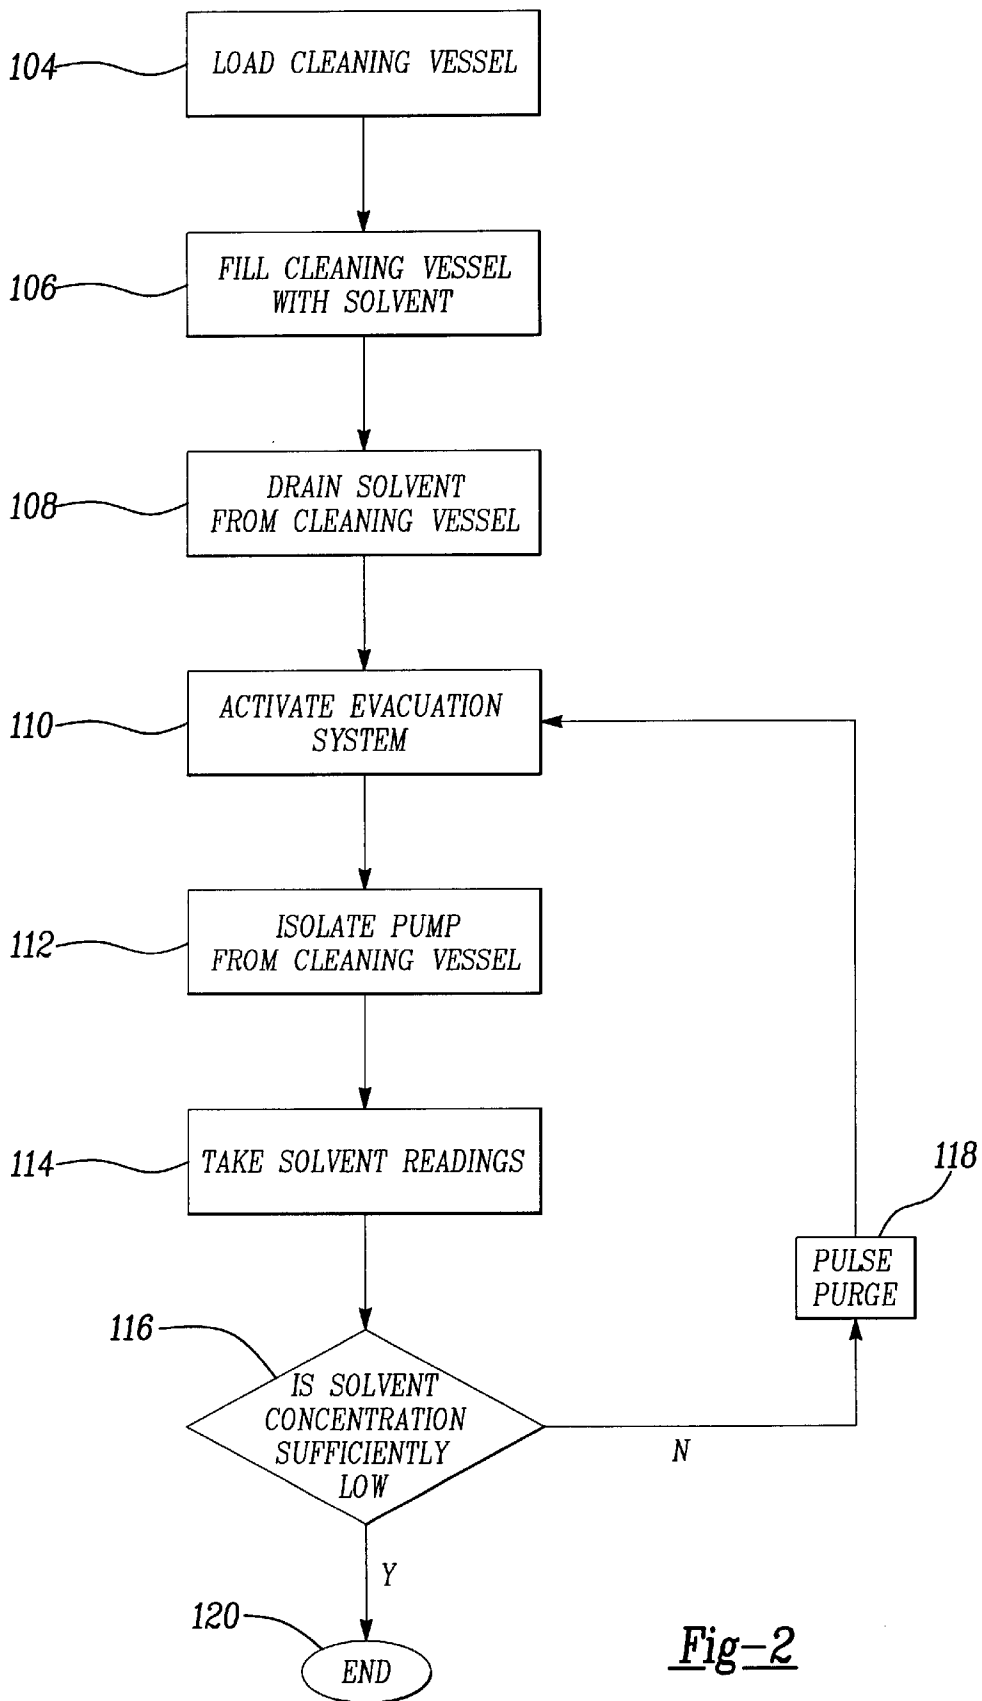 104
LOAD CLEANING VESSEL
106
FILL CLEANING VESSEL
WITH SOLVENT
108
DRAIN SOLVENT
FROM CLEANING VESSEL
110
ACTIVATE EVACUATION
SYSTEM
112
ISOLATE PUMP
FROM CLEANING VESSEL
114
TAKE SOLVENT READINGS
118
PULSE
PURGE
116
IS SOLVENT
CONCENTRATION
SUFFICIENTLY
LOW
N
Y
120
END
Fig-2